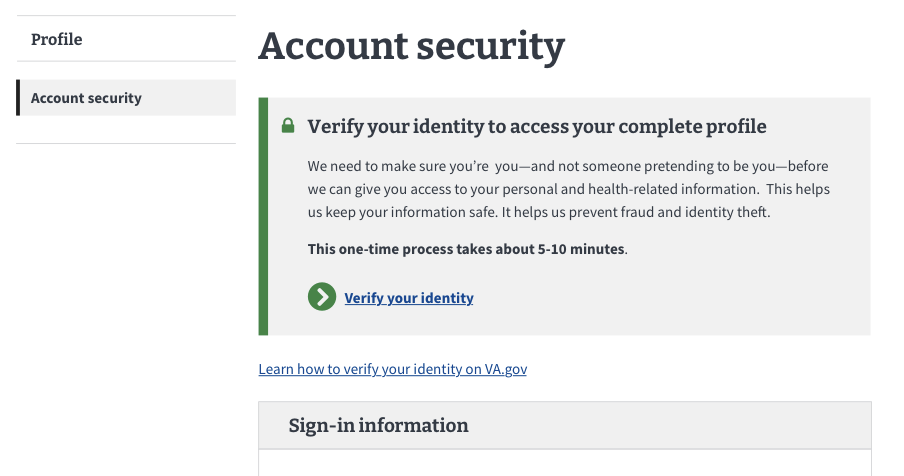 Profile
Account security
Account security
Verify your identity to access your complete profile
We need to make sure you're  you—and not someone pretending to be you—before
we can give you access to your personal and health-related information.  This helps
us keep your information safe. It helps us prevent fraud and identity theft.
This one-time process takes about 5-10 minutes.
Verify your identity
Learn how to verify your identity on VA.gov
Sign-in information